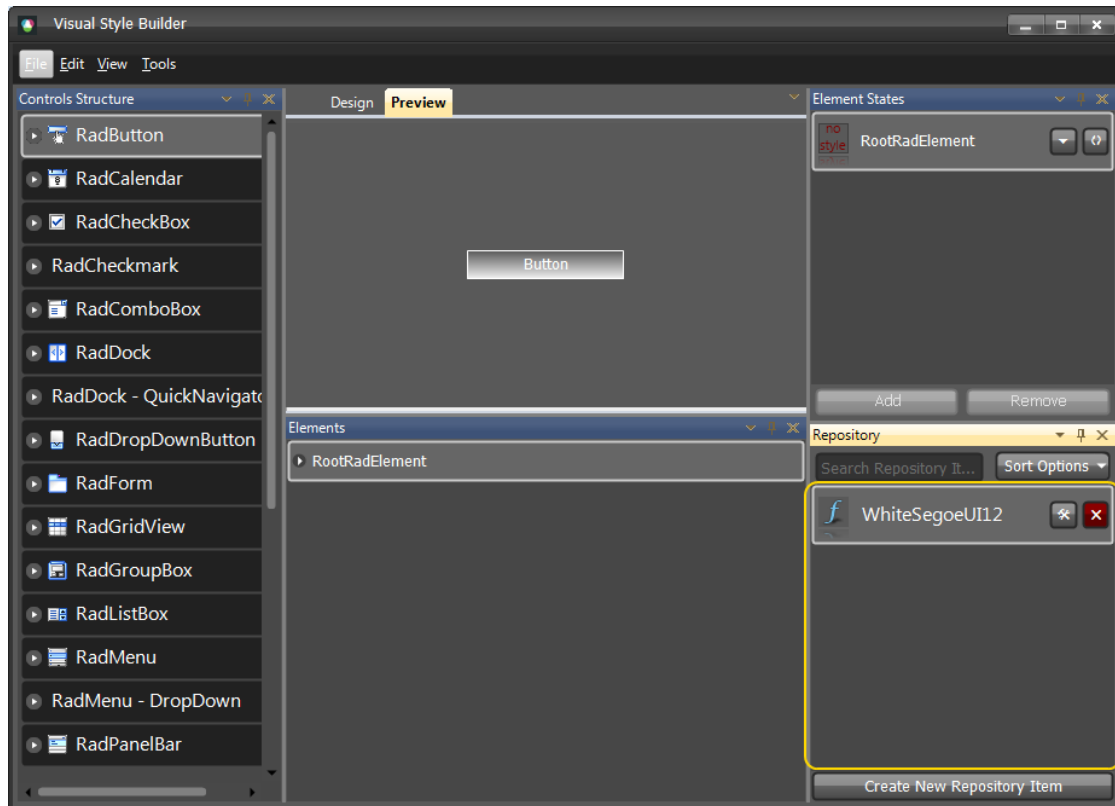 Visual Style Builder
File Edit View Tools
Controls Structure
RadButton
RadCalendar
RadCheckBox
RadCheckmark
RadComboBox
RadDock
RadDock - QuickNavigato
RadDropDownButton
RadForm
RadGridView
RadGroupBox
RadListBox
RadMenu
RadMenu - DropDown
RadPanelBar
Design Preview
Button
Elements
RootRadElement
Element States
no
style
RootRadElement
Add Remove
Repository
Search Repository It... Sort Options
f WhiteSegoeUI12
Create New Repository Item